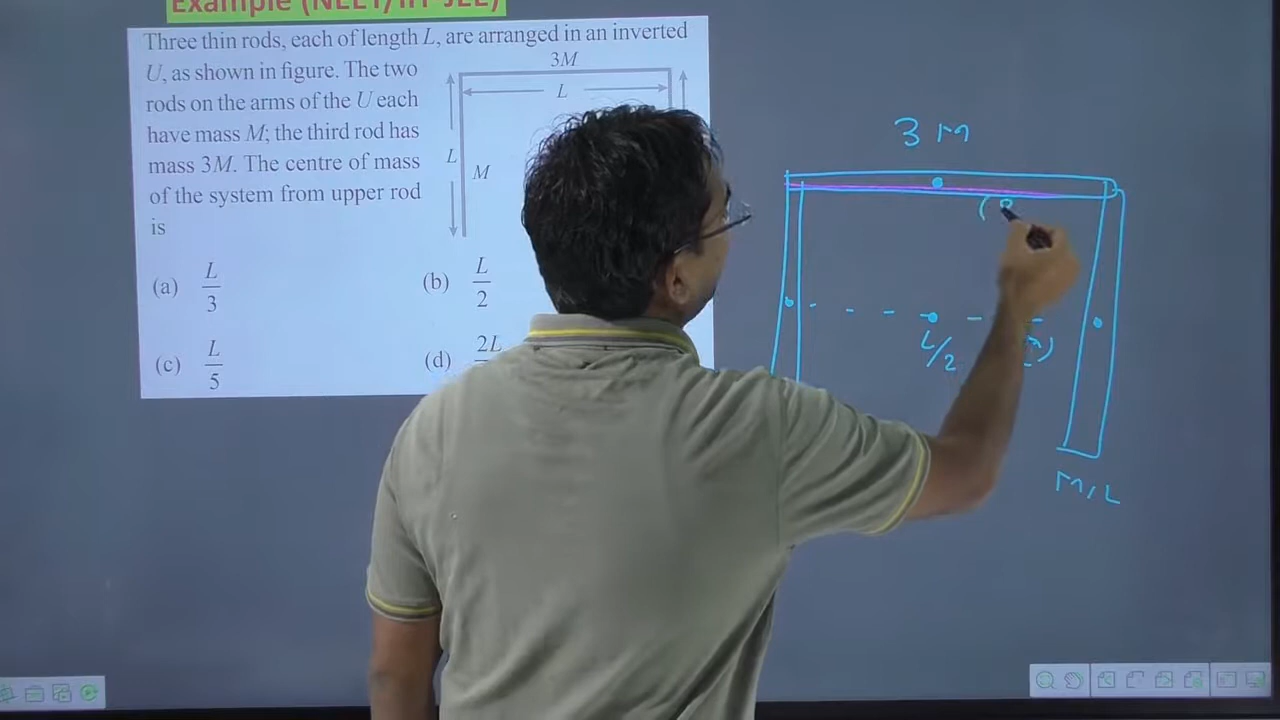 Example (NEET/IIT-JEE)
Three thin rods, each of length L, are arranged in an inverted
U, as shown in figure. The two
rods on the arms of the U each
have mass M; the third rod has
mass 3M. The centre of mass
of the system from upper rod
is
3M
L
L
M
(a) L/3
(b) L/2
(c) L/5
(d) 2L
3 m
L/2
m, L